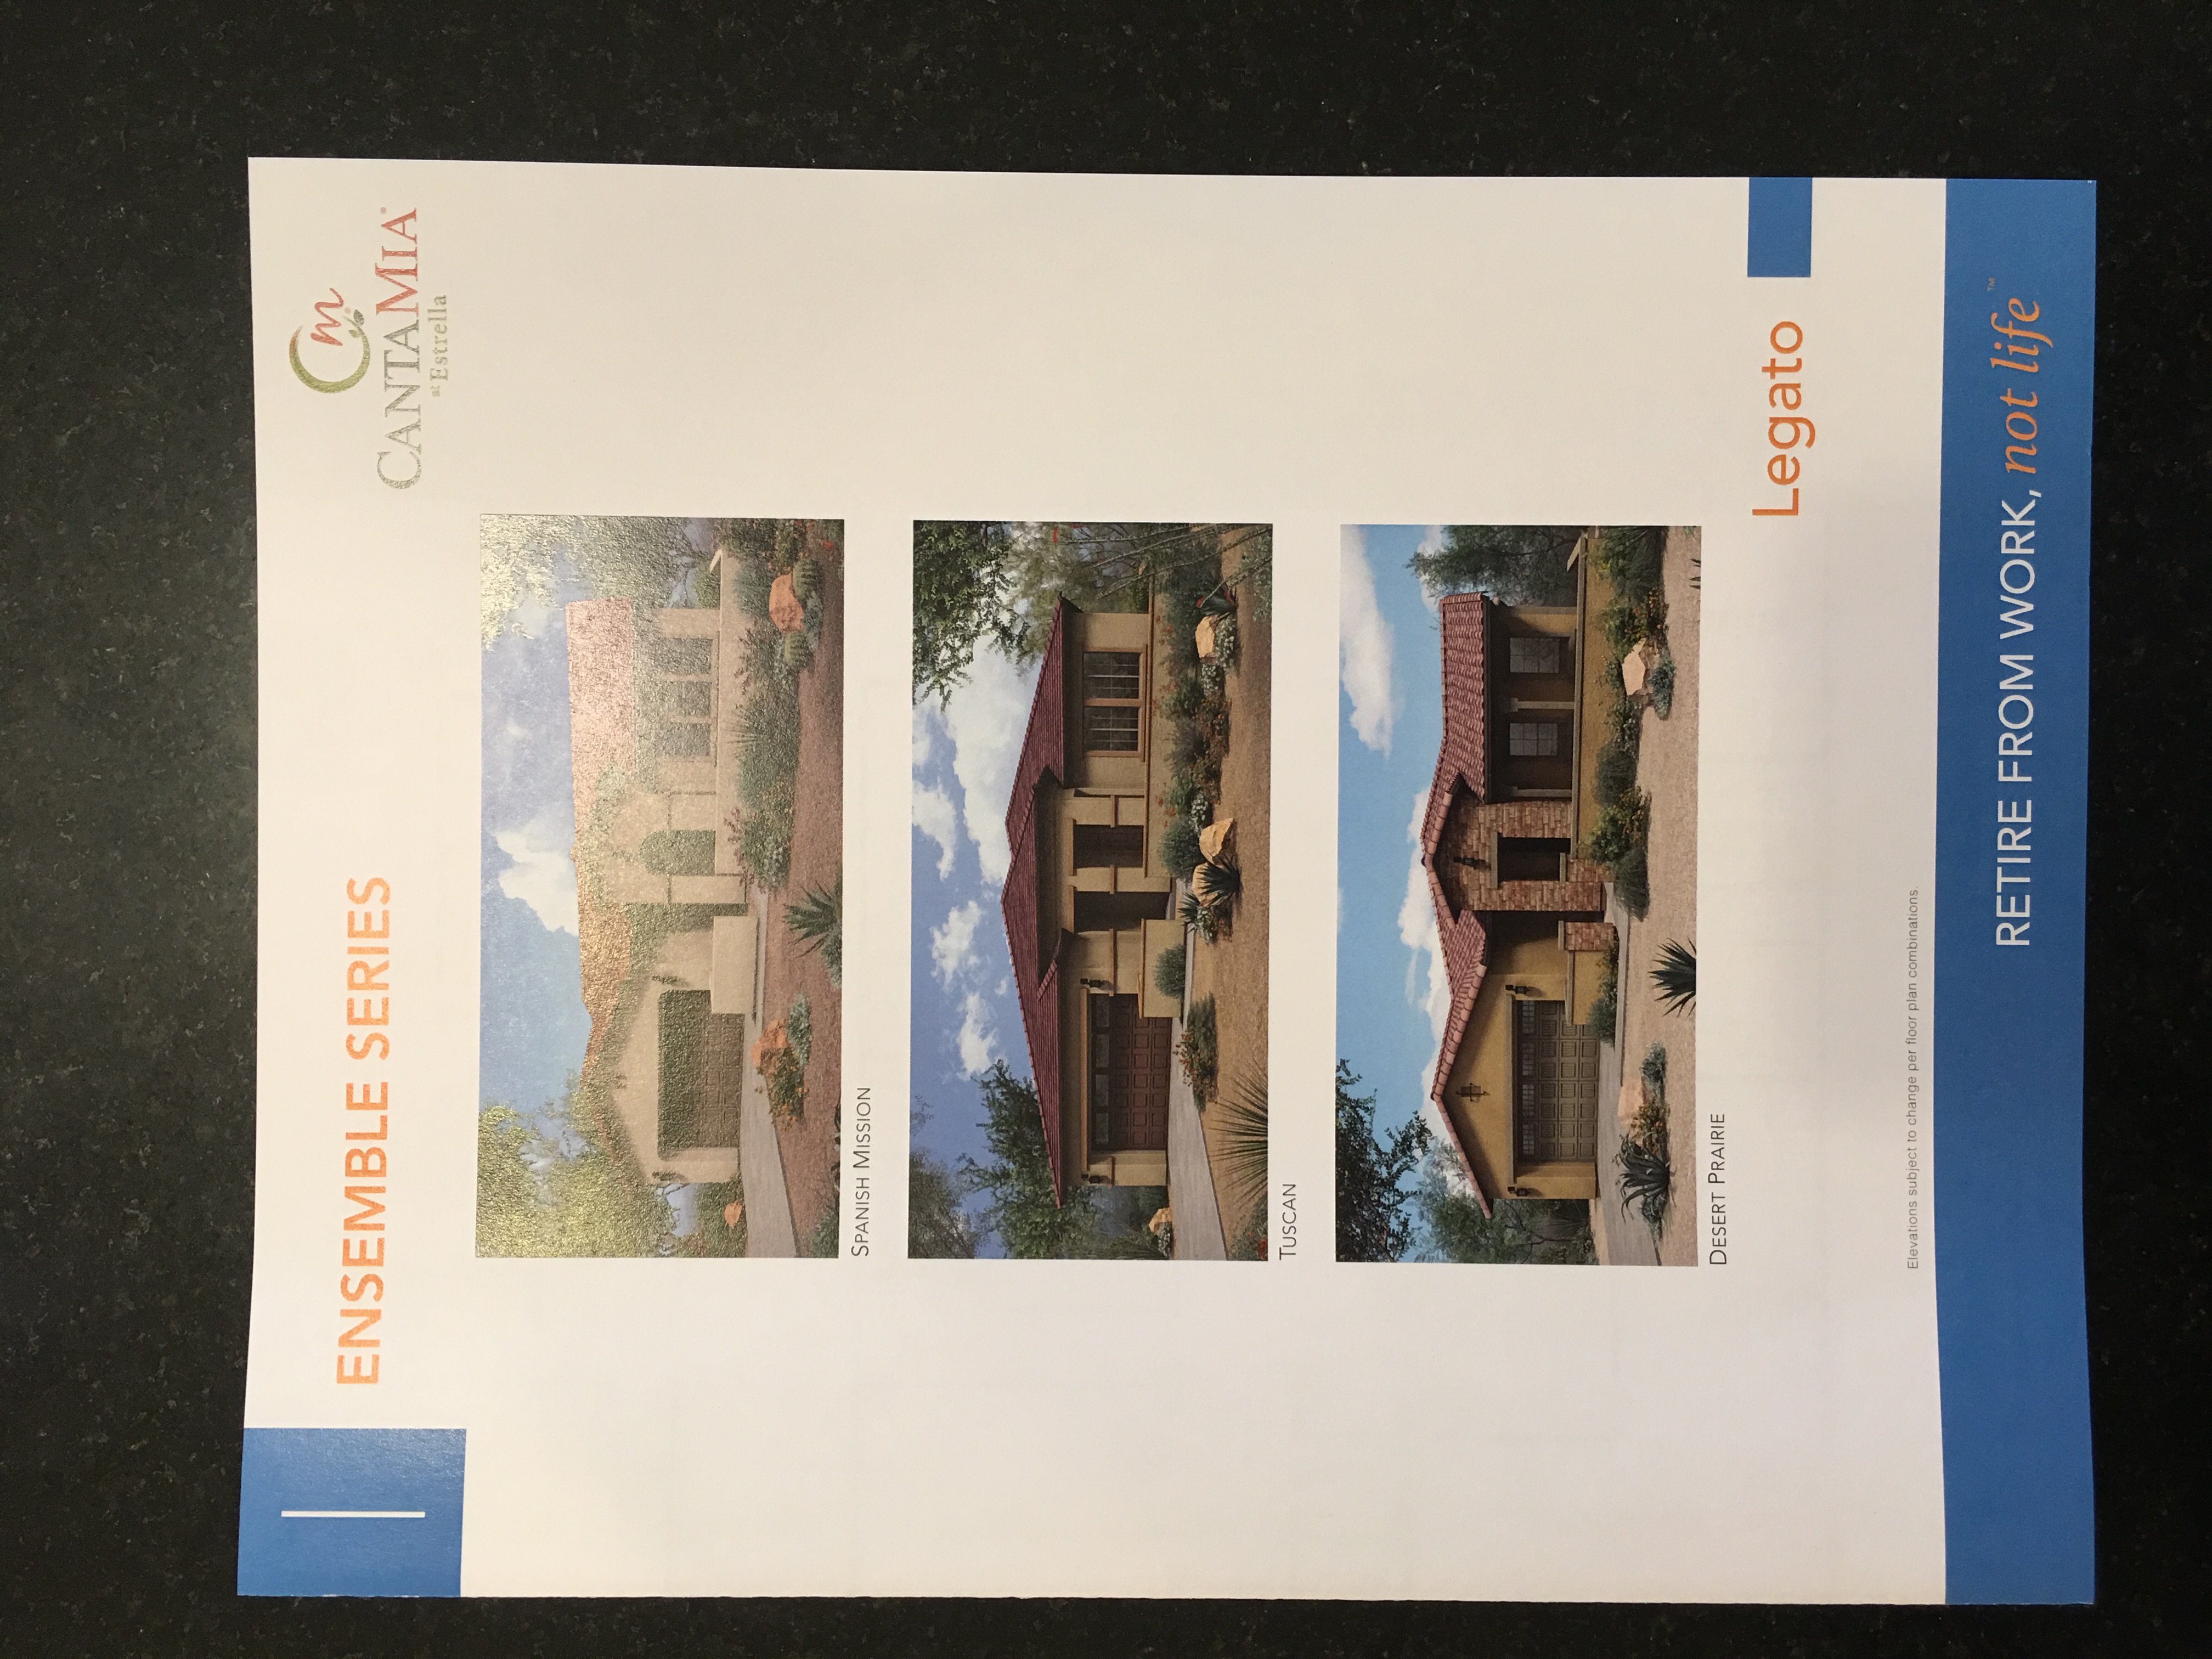 ENSEMBLE SERIES
Cm
CANTAMIA®
at Estrella
SPANISH MISSION
TUSCAN
DESERT PRAIRIE
Legato
Elevations subject to change per floor plan combinations
RETIRE FROM WORK, not life™